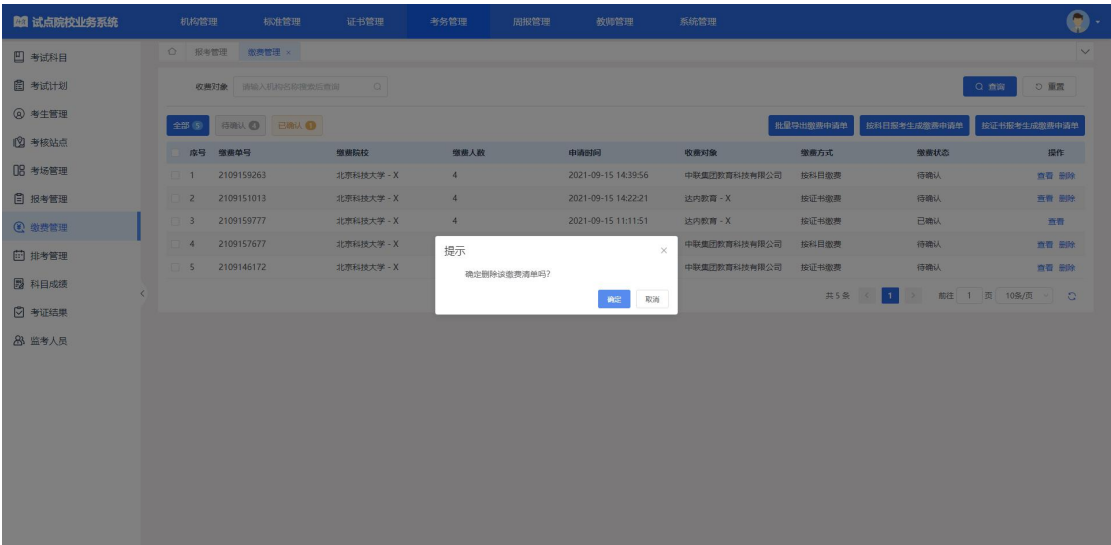 试点院校业务系统 机构管理 标准管理 证书管理 考务管理 周报管理 教师管理 系统管理
考试科目
考试计划
考生管理
考核站点
考场管理
报考管理
缴费管理
排考管理
科目成绩
考证结果
监考人员
报考管理 缴费管理 ×
收费对象 请输入机构名称搜索后查询 查询 重置
全部 5 待确认 4 已确认 1 批量导出缴费申请单 按科目报考生成缴费申请单 按证书报考生成缴费申请单
序号 缴费单号 缴费院校 缴费人数 申请时间 收费对象 缴费方式 缴费状态 操作
1 2109159263 北京科技大学 - X 4 2021-09-15 14:39:56 中联集团教育科技有限公司 按科目缴费 待确认 查看 删除
2 2109151013 北京科技大学 - X 4 2021-09-15 14:22:21 达内教育 - X 按证书缴费 待确认 查看 删除
3 2109159777 北京科技大学 - X 4 2021-09-15 11:11:51 达内教育 - X 按证书缴费 已确认 查看
4 2109157677 北京科技大学 - X 中联集团教育科技有限公司 按科目缴费 待确认 查看 删除
5 2109146172 北京科技大学 - X 中联集团教育科技有限公司 按证书缴费 待确认 查看 删除
提示 ×
确定删除该缴费清单吗?
确定 取消
共 5 条 < 1 > 前往 1 页 10条/页